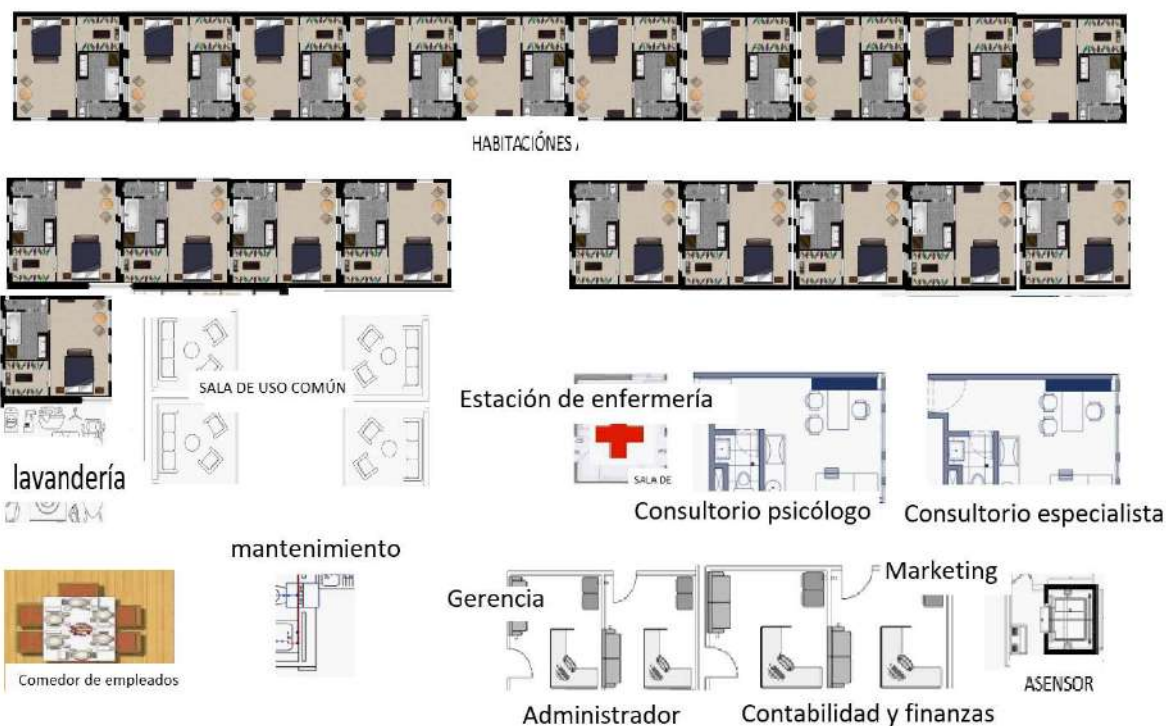 HABITACIÓNES
SALA DE USO COMÚN
Estación de enfermería
SALA DE
lavandería
Consultorio psicólogo
Consultorio especialista
mantenimiento
Gerencia
Marketing
Comedor de empleados
ASENSOR
Administrador
Contabilidad y finanzas